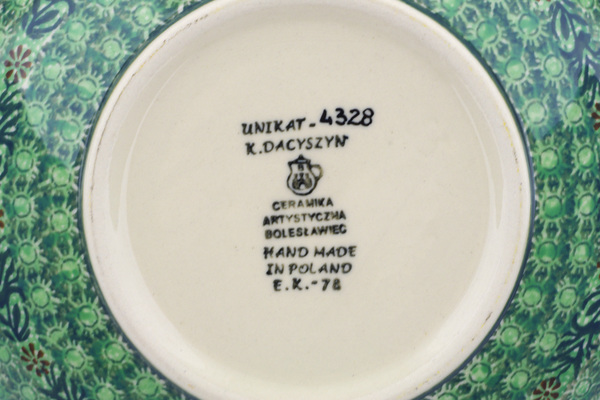 UNIKAT-4328
K.DACYSZYN
CERAMIKA
ARTYSTYCZNA
BOLESŁAWIEC
HAND MADE
IN POLAND
E.K.-78